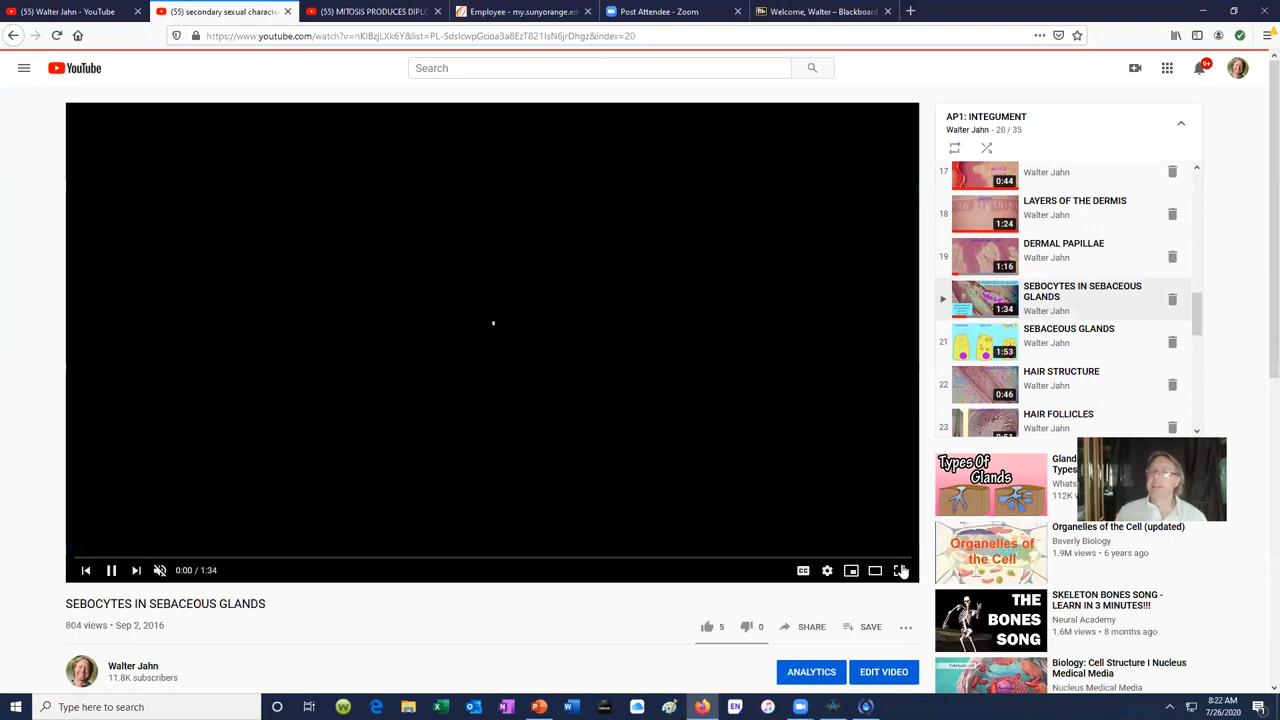 (55) Walter Jahn - YouTube
(55) secondary sexual characte
(55) MITOSIS PRODUCES DIPLO
Employee - my.sunyorange.ed
Post Attendee - Zoom
Welcome, Walter – Blackboard
https://www.youtube.com/watch?v=nKIBzjLXk6Y&list=PL-SdsIcwpGcioa3a8EzT821IsN6jrDhgz&index=20
YouTube
Search
9+
AP1: INTEGUMENT
Walter Jahn - 20 / 35
17
0:44
Walter Jahn
18
1:24
LAYERS OF THE DERMIS
Walter Jahn
19
1:16
DERMAL PAPILLAE
Walter Jahn
1:34
SEBOCYTES IN SEBACEOUS
GLANDS
Walter Jahn
21
1:53
SEBACEOUS GLANDS
Walter Jahn
22
0:46
HAIR STRUCTURE
Walter Jahn
23
0:51
HAIR FOLLICLES
Walter Jahn
Types Of
Glands
Gland
Types
Whats
112K v
Organelles of
the Cell
Organelles of the Cell (updated)
Beverly Biology
1.9M views • 6 years ago
THE
BONES
SONG
SKELETON BONES SONG -
LEARN IN 3 MINUTES!!!
Neural Academy
1.6M views • 8 months ago
Biology: Cell Structure I Nucleus
Medical Media
Nucleus Medical Media
0:00 / 1:34
CC
SEBOCYTES IN SEBACEOUS GLANDS
804 views • Sep 2, 2016
5
0
SHARE
SAVE
Walter Jahn
11.8K subscribers
ANALYTICS
EDIT VIDEO
Type here to search
EN
8:22 AM
7/26/2020